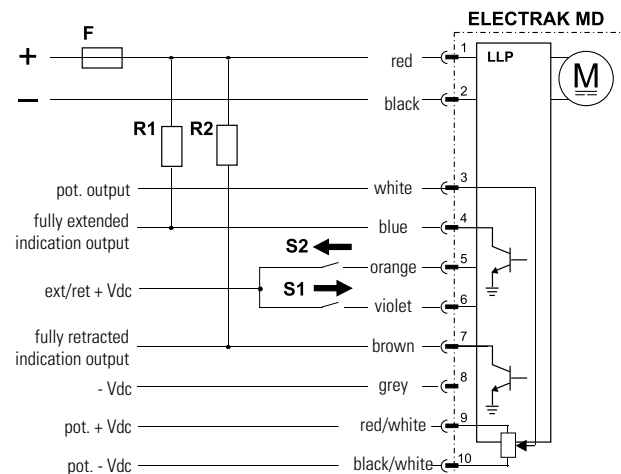 ELECTRAK MD
F
+
red
1
LLP
M
−
black
2
R1
R2
pot. output
white
3
fully extended
indication output
blue
4
S2
orange
5
ext/ret + Vdc
S1
violet
6
fully retracted
indication output
brown
7
- Vdc
grey
8
pot. + Vdc
red/white
9
pot. - Vdc
black/white
10